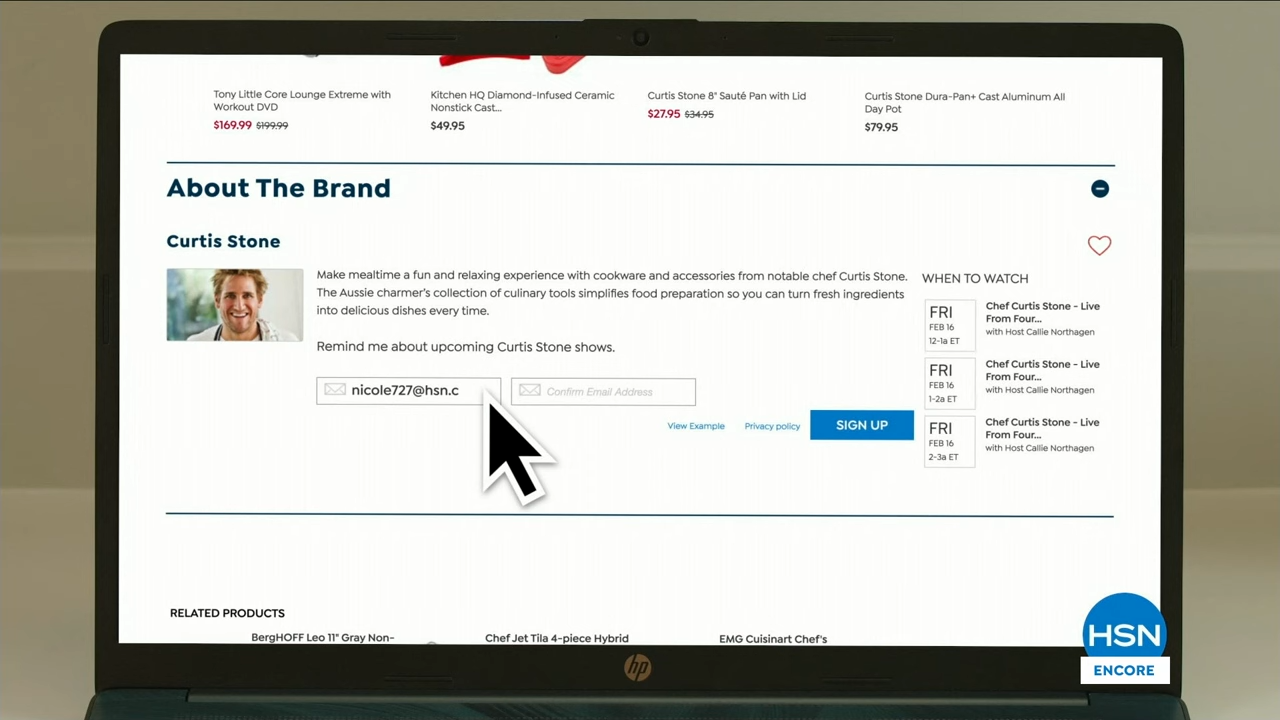 Tony Little Core Lounge Extreme with
Workout DVD
$169.99 $199.99
Kitchen HQ Diamond-Infused Ceramic
Nonstick Cast...
$49.95
Curtis Stone 8" Sauté Pan with Lid
$27.95 $34.95
Curtis Stone Dura-Pan+ Cast Aluminum All
Day Pot
$79.95
About The Brand
Curtis Stone
Make mealtime a fun and relaxing experience with cookware and accessories from notable chef Curtis Stone.
The Aussie charmer's collection of culinary tools simplifies food preparation so you can turn fresh ingredients
into delicious dishes every time.
Remind me about upcoming Curtis Stone shows.
nicole727@hsn.c
Confirm Email Address
View Example
Privacy policy
SIGN UP
WHEN TO WATCH
FRI
FEB 16
12-1a ET
Chef Curtis Stone - Live
From Four...
with Host Callie Northagen
FRI
FEB 16
1-2a ET
Chef Curtis Stone - Live
From Four...
with Host Callie Northagen
FRI
FEB 16
2-3a ET
Chef Curtis Stone - Live
From Four...
with Host Callie Northagen
RELATED PRODUCTS
BergHOFF Leo 11" Gray Non-
Chef Jet Tila 4-piece Hybrid
EMG Cuisinart Chef's
hp
HSN
ENCORE